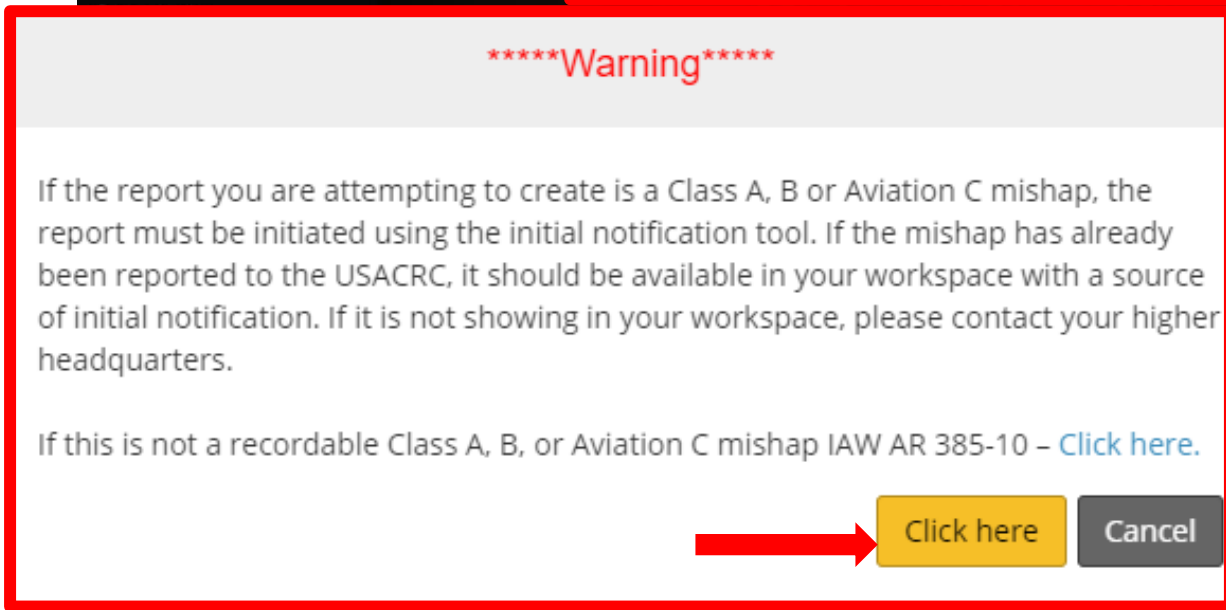 *****Warning*****
If the report you are attempting to create is a Class A, B or Aviation C mishap, the
report must be initiated using the initial notification tool. If the mishap has already
been reported to the USACRC, it should be available in your workspace with a source
of initial notification. If it is not showing in your workspace, please contact your higher
headquarters.
If this is not a recordable Class A, B, or Aviation C mishap IAW AR 385-10 – Click here.
Click here Cancel